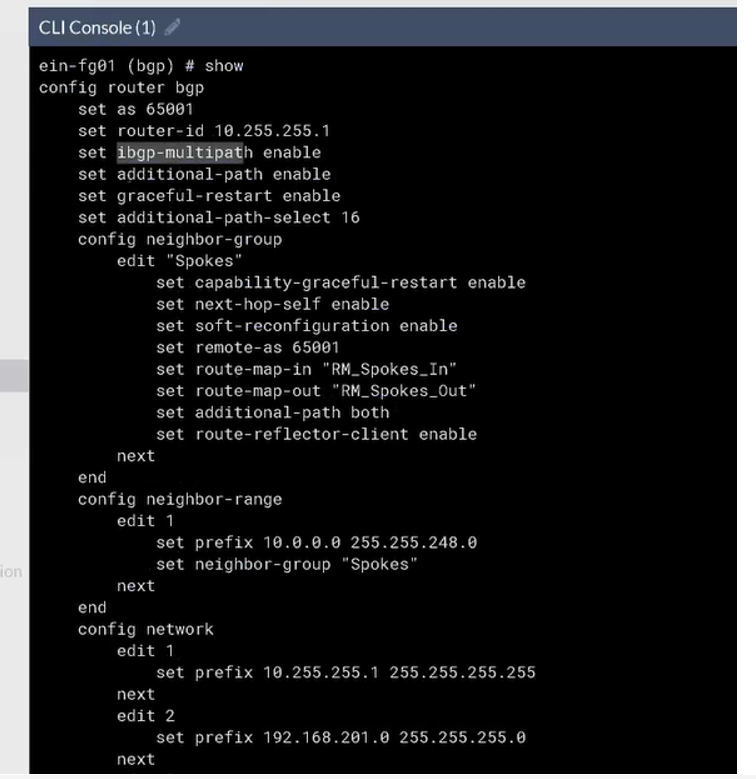 CLI Console (1)
ein-fg01 (bgp) # show
config router bgp
set as 65001
set router-id 10.255.255.1
set ibgp-multipath enable
set additional-path enable
set graceful-restart enable
set additional-path-select 16
config neighbor-group
edit "Spokes"
set capability-graceful-restart enable
set next-hop-self enable
set soft-reconfiguration enable
set remote-as 65001
set route-map-in "RM_Spokes_In"
set route-map-out "RM_Spokes_Out"
set additional-path both
set route-reflector-client enable
next
end
config neighbor-range
edit 1
set prefix 10.0.0.0 255.255.248.0
set neighbor-group "Spokes"
next
end
config network
edit 1
set prefix 10.255.255.1 255.255.255.255
next
edit 2
set prefix 192.168.201.0 255.255.255.0
next
ion